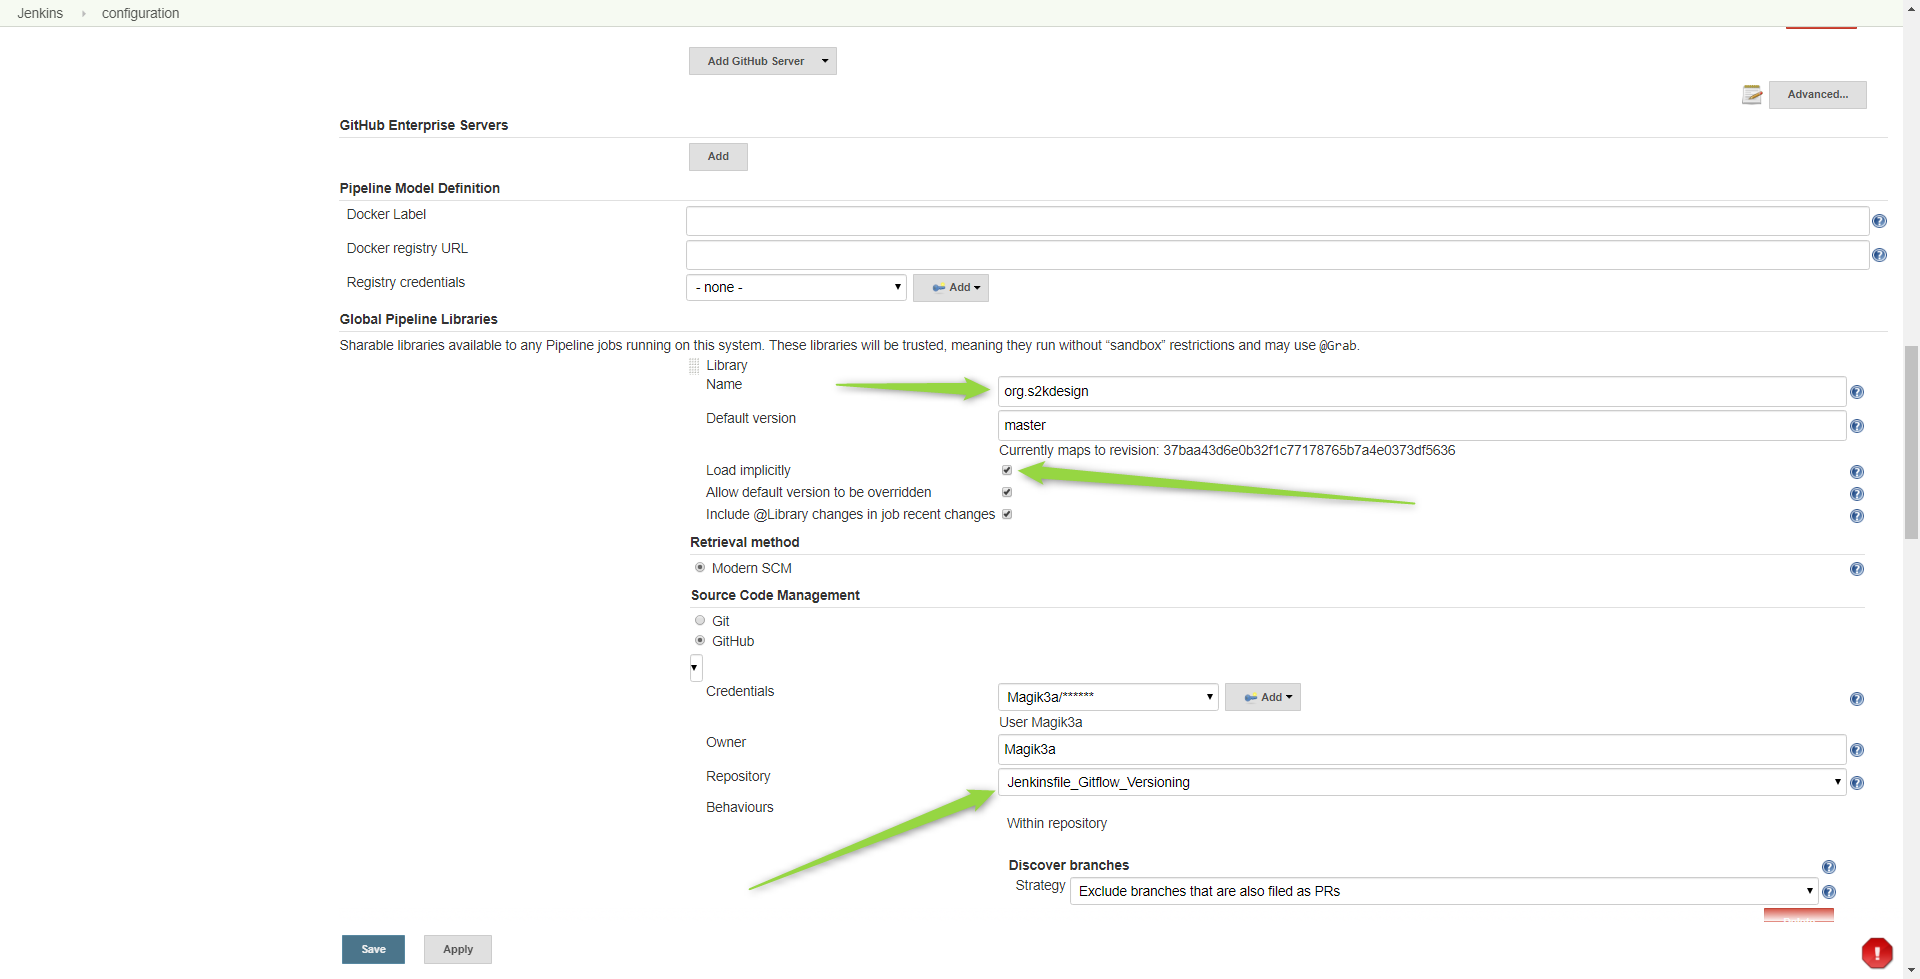 Jenkins configuration
Add GitHub Server
Advanced...
GitHub Enterprise Servers
Add
Pipeline Model Definition
Docker Label
Docker registry URL
Registry credentials - none - Add
Global Pipeline Libraries
Sharable libraries available to any Pipeline jobs running on this system. These libraries will be trusted, meaning they run without “sandbox” restrictions and may use @Grab.
Library
Name org.s2kdesign
Default version master
Currently maps to revision: 37baa43d6e0b32f1c77178765b7a4e0373df5636
Load implicitly
Allow default version to be overridden
Include @Library changes in job recent changes
Retrieval method
Modern SCM
Source Code Management
Git
GitHub
Credentials Magik3a/****** Add
User Magik3a
Owner Magik3a
Repository Jenkinsfile_Gitflow_Versioning
Behaviours
Within repository
Discover branches
Strategy Exclude branches that are also filed as PRs
Save Apply